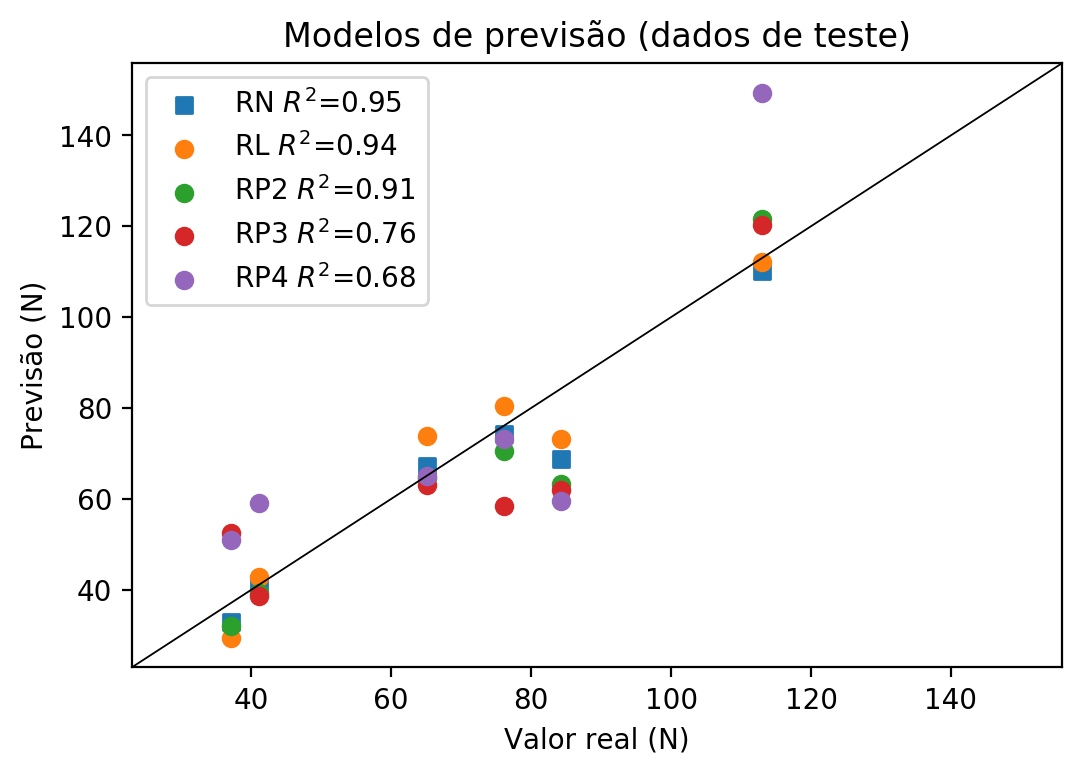 Modelos de previsão (dados de teste)
RN R²=0.95
RL R²=0.94
RP2 R²=0.91
RP3 R²=0.76
RP4 R²=0.68
Previsão (N)
140
120
100
80
60
40
40 60 80 100 120 140
Valor real (N)